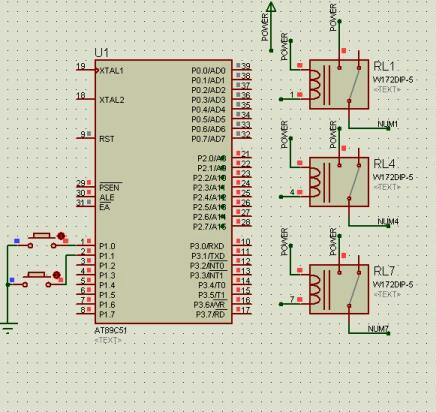 U1
19 XTAL1
18 XTAL2
9 RST
29 PSEN
30 ALE
31 EA
1 P1.0
2 P1.1
3 P1.2
4 P1.3
5 P1.4
6 P1.5
7 P1.6
8 P1.7
P0.0/AD0 39
P0.1/AD1 38
P0.2/AD2 37
P0.3/AD3 36
P0.4/AD4 35
P0.5/AD5 34
P0.6/AD6 33
P0.7/AD7 32
P2.0/A8 21
P2.1/A9 22
P2.2/A10 23
P2.3/A11 24
P2.4/A12 25
P2.5/A13 26
P2.6/A14 27
P2.7/A15 28
P3.0/RXD 10
P3.1/TXD 11
P3.2/INT0 12
P3.3/INT1 13
P3.4/T0 14
P3.5/T1 15
P3.6/WR 16
P3.7/RD 17
AT89C51
<TEXT>
POWER
POWER
POWER
RL1
W172DIP-5
<TEXT>
1
NUM1
POWER
POWER
RL4
W172DIP-5
<TEXT>
4
NUM4
POWER
POWER
RL7
W172DIP-5
<TEXT>
7
NUM7